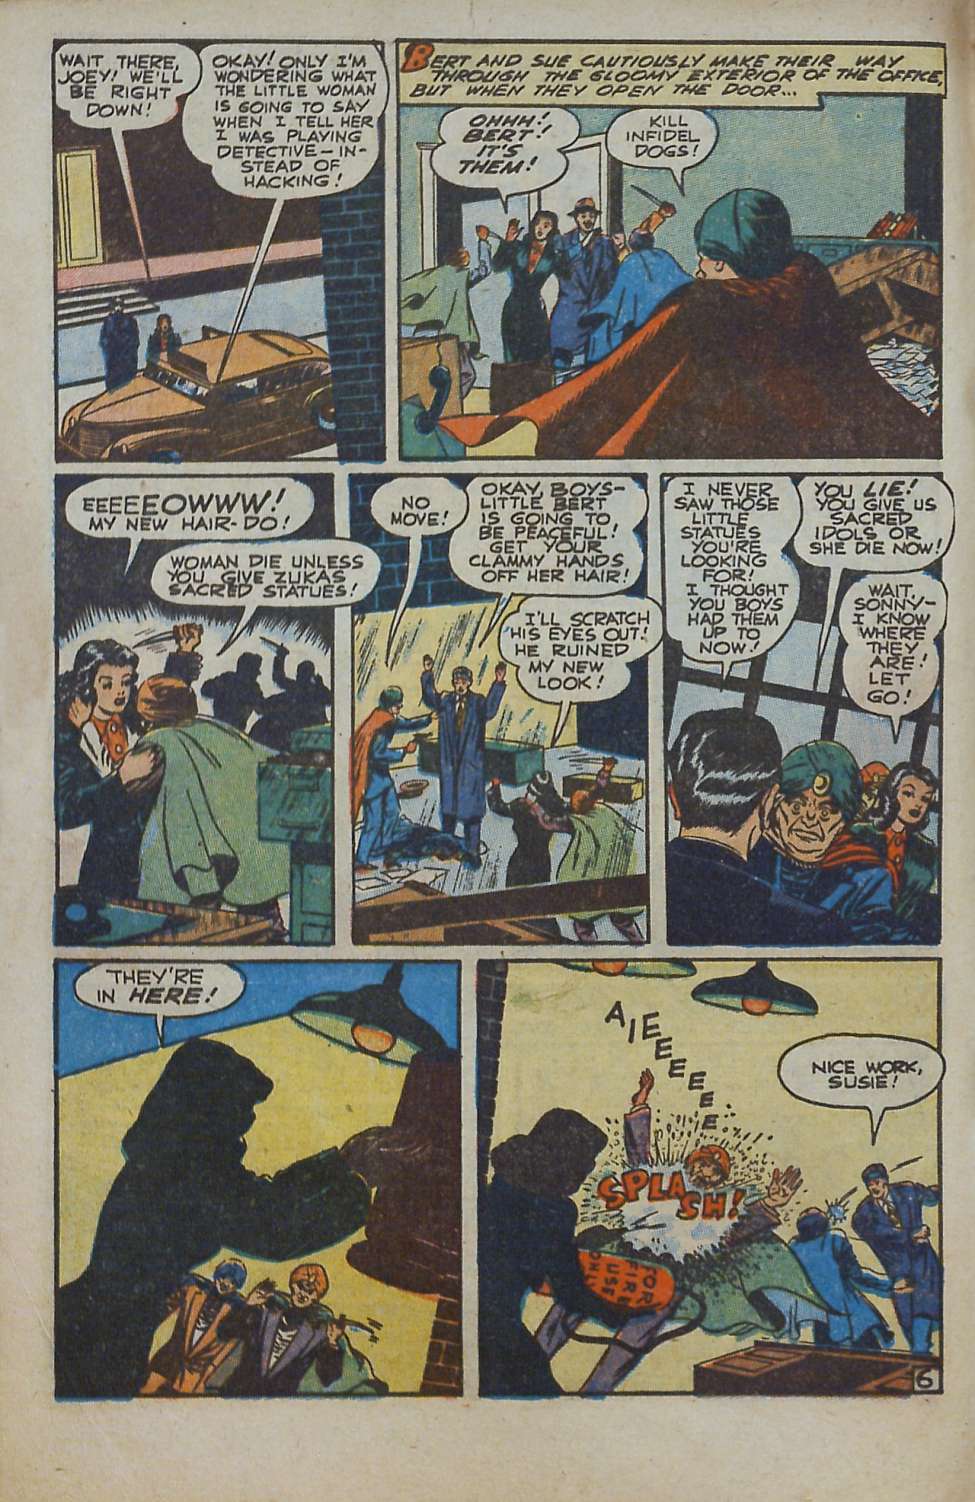 WAIT THERE,
JOEY! WE'LL
BE RIGHT
DOWN!
OKAY! ONLY I'M
WONDERING WHAT
THE LITTLE WOMAN
IS GOING TO SAY
WHEN I TELL HER
I WAS PLAYING
DETECTIVE—IN-
STEAD OF
HACKING!
BERT AND SUE CAUTIOUSLY MAKE THEIR WAY
THROUGH THE GLOOMY EXTERIOR OF THE OFFICE,
BUT WHEN THEY OPEN THE DOOR...
OHHH!
BERT!
IT'S
THEM!
KILL
INFIDEL
DOGS!
EEEEEOWWW!
MY NEW HAIR-DO!
WOMAN DIE UNLESS
YOU GIVE ZUKAS
SACRED STATUES!
NO
MOVE!
OKAY, BOYS-
LITTLE BERT
IS GOING TO
BE PEACEFUL!
GET YOUR
CLAMMY HANDS
OFF HER HAIR!
I'LL SCRATCH
HIS EYES OUT!
HE RUINED
MY NEW
LOOK!
I NEVER
SAW THOSE
LITTLE
STATUES
YOU'RE
LOOKING
FOR!
I THOUGHT
YOU BOYS
HAD THEM
UP TO
NOW!
YOU LIE!
YOU GIVE US
SACRED
IDOLS OR
SHE DIE NOW!
WAIT,
SONNY-
I KNOW
WHERE
THEY
ARE!
LET
GO!
THEY'RE
IN HERE!
AIEEEEEEE
SPLASH!
FOR
FIRE
USE
ONLY
NICE WORK,
SUSIE!
6